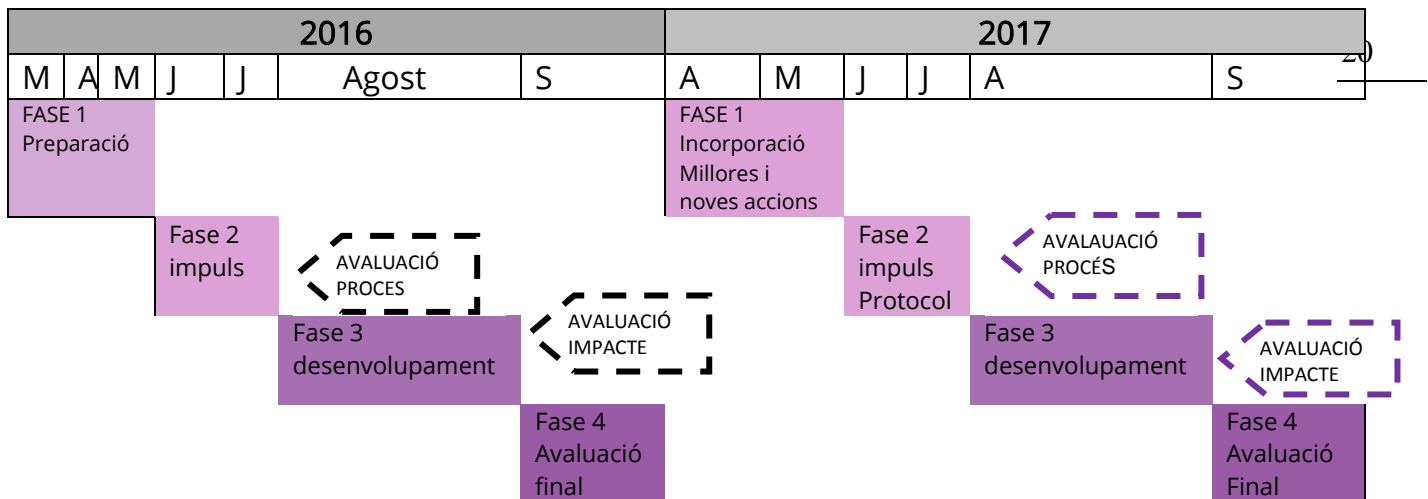 2016 2017
20
M A M J J Agost S A M J J A S
FASE 1
Preparació
FASE 1
Incorporació
Millores i
noves accions
Fase 2
impuls
AVALUACIÓ
PROCES
Fase 2
impuls
Protocol
AVALAUACIÓ
PROCÉS
Fase 3
desenvolupament
AVALUACIÓ
IMPACTE
Fase 3
desenvolupament
AVALUACIÓ
IMPACTE
Fase 4
Avaluació
final
Fase 4
Avaluació
Final